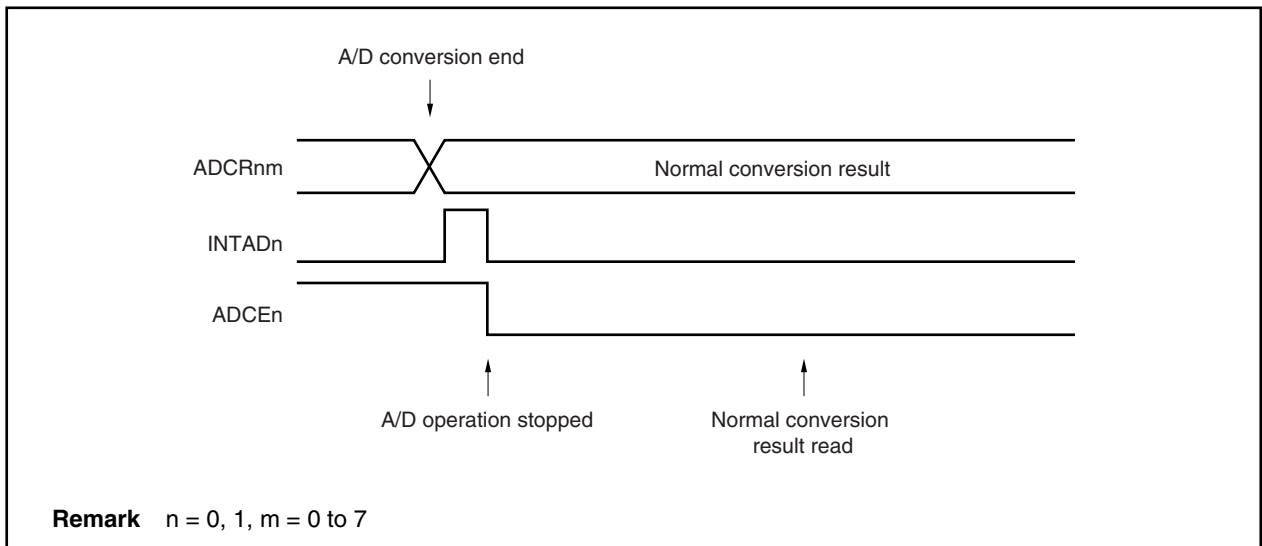 A/D conversion end
ADCRnm
Normal conversion result
INTADn
ADCEn
A/D operation stopped
Normal conversion
result read
Remark n = 0, 1, m = 0 to 7